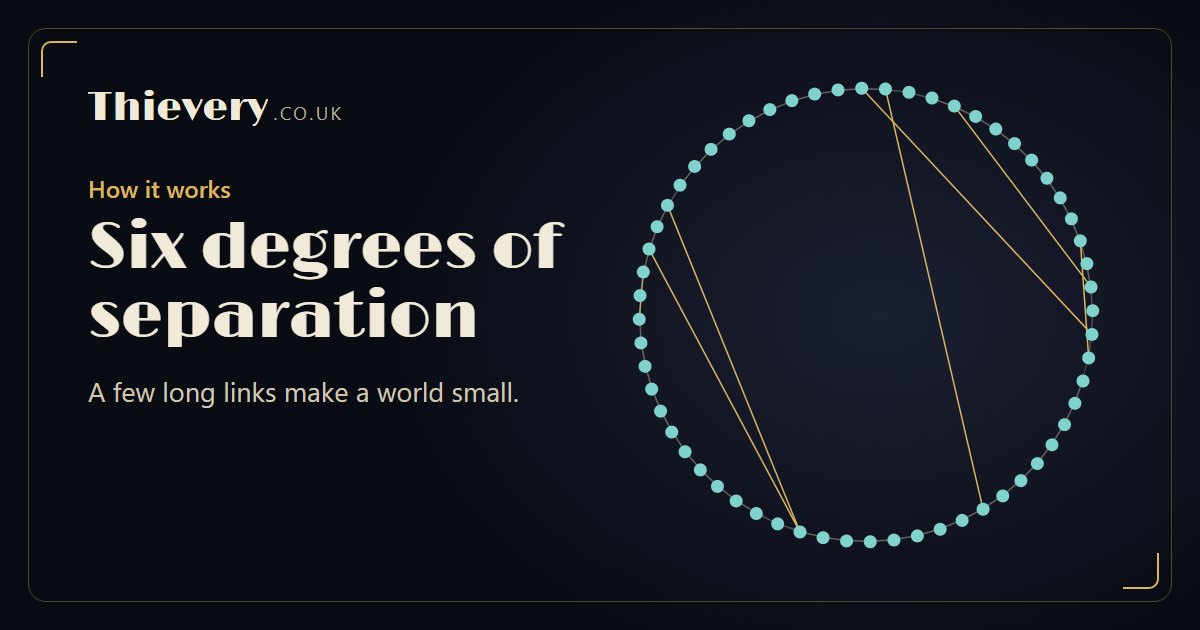 Thievery.CO.UK
How it works
Six degrees of
separation
A few long links make a world small.